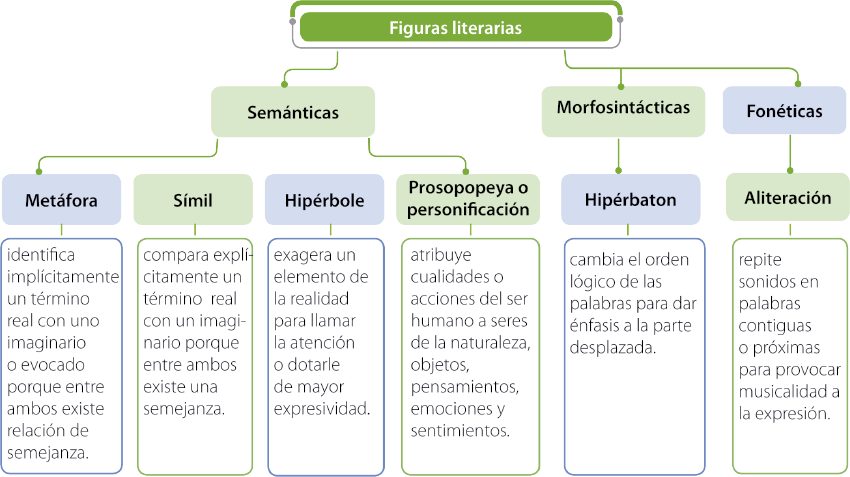 Figuras literarias
Semánticas
Morfosintácticas
Fonéticas
Metáfora
identifica
implícitamente
un término
real con uno
imaginario
o evocado
porque entre
ambos existe
relación de
semejanza.
Símil
compara explí-
citamente un
término real
con un imagi-
nario porque
entre ambos
existe una
semejanza.
Hipérbole
exagera un
elemento de
la realidad
para llamar
la atención
o dotarle
de mayor
expresividad.
Prosopopeya o
personificación
atribuye
cualidades o
acciones del ser
humano a seres
de la naturaleza,
objetos,
pensamientos,
emociones y
sentimientos.
Hipérbaton
cambia el orden
lógico de las
palabras para dar
énfasis a la parte
desplazada.
Aliteración
repite
sonidos en
palabras
contiguas
o próximas
para provocar
musicalidad a
la expresión.